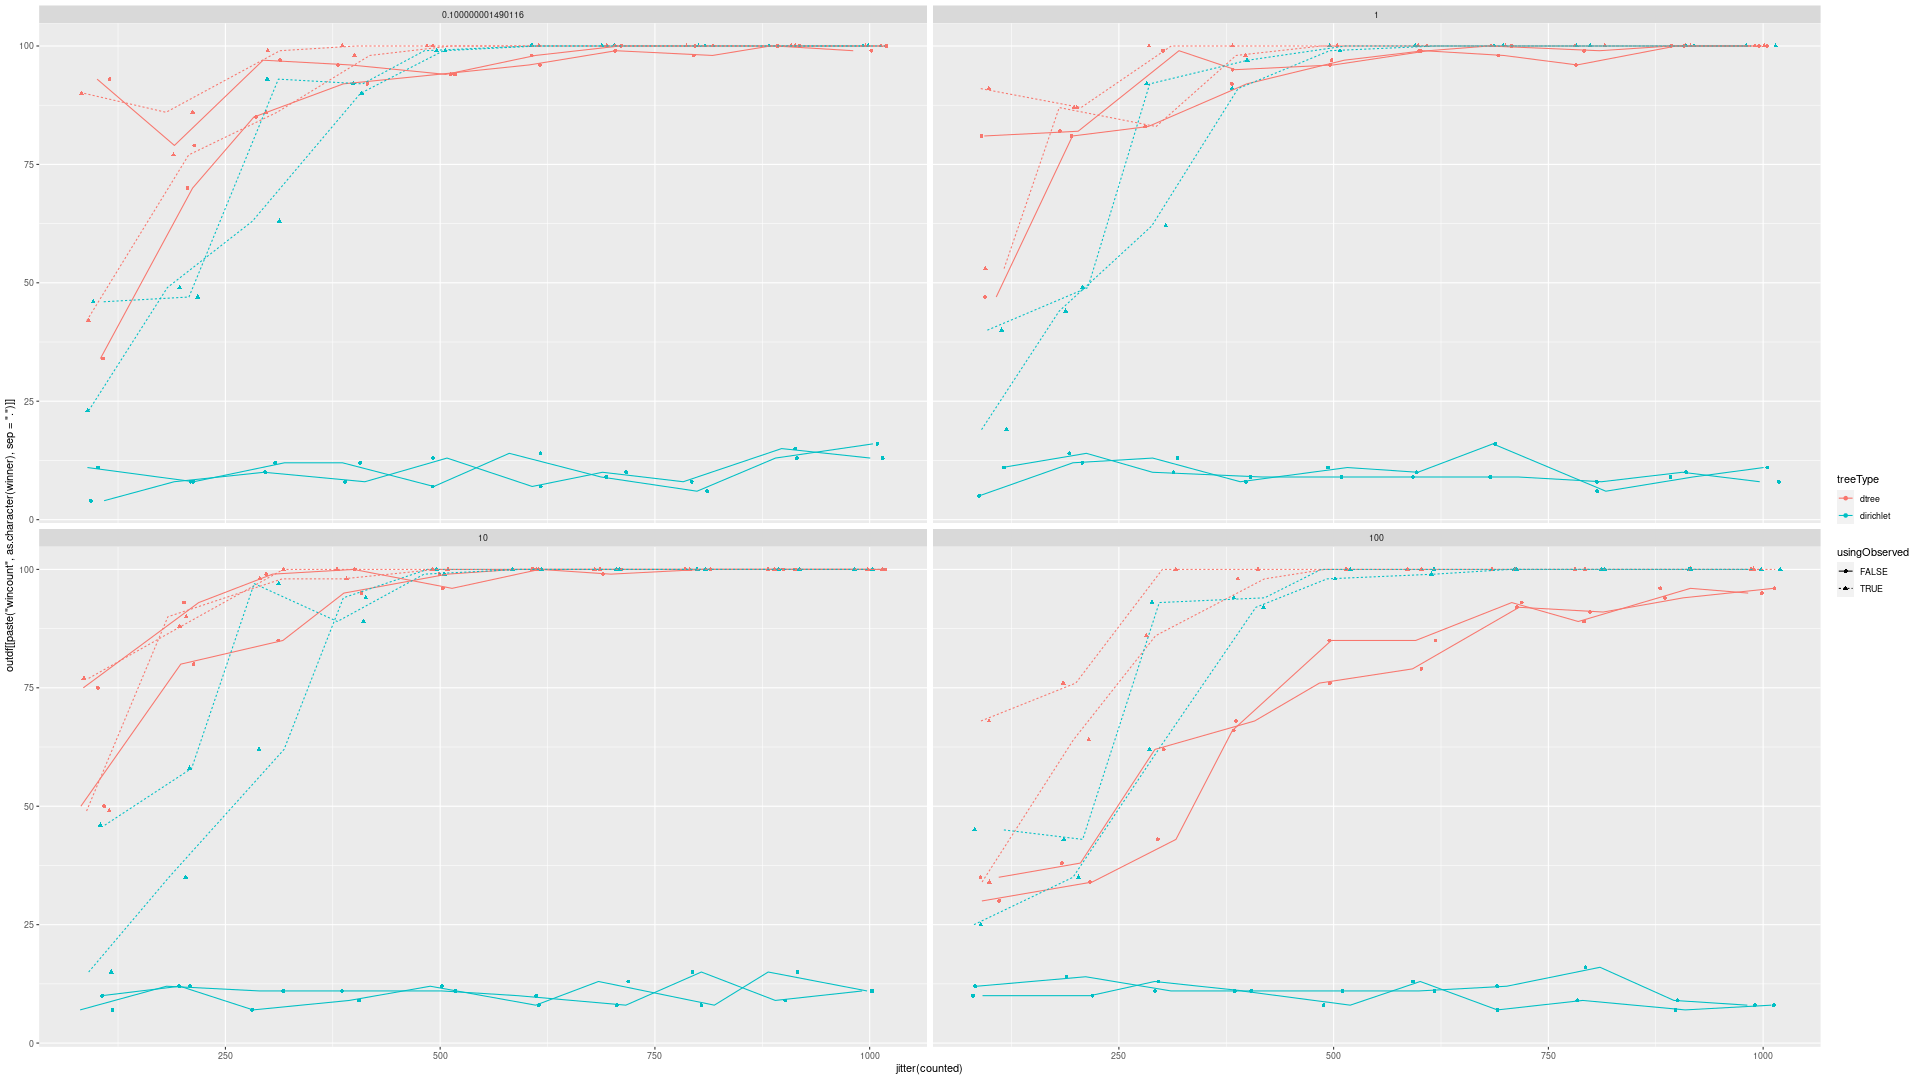 0.100000001490116
1
100
75
50
25
0
10
100
100
75
50
25
0
250
500
750
1000
250
500
750
1000
jitter(counted)
outdf[[paste("wincount", as.character(winner), sep = ".")]]
treeType
dtree
dirichlet
usingObserved
FALSE
TRUE